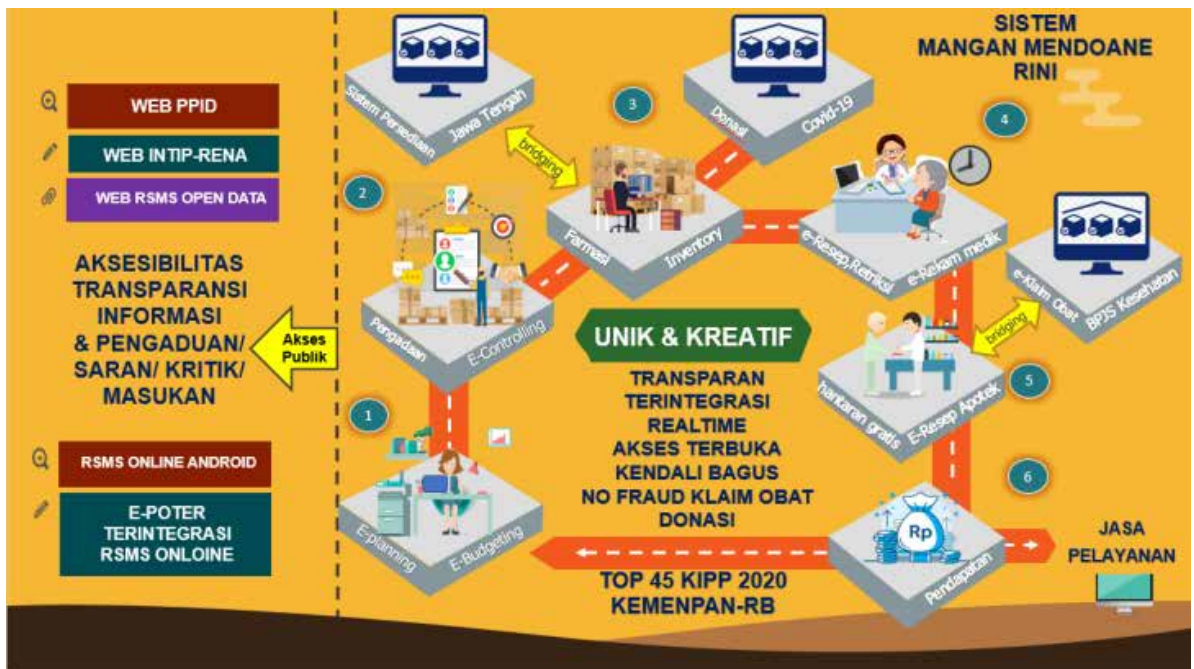 SISTEM
MANGAN MENDOANE
RINI
WEB PPID
WEB INTIP-RENA
WEB RSMS OPEN DATA
AKSESIBILITAS
TRANSPARANSI
INFORMASI
& PENGADUAN/
SARAN/ KRITIK/
MASUKAN
Akses
Publik
RSMS ONLINE ANDROID
E-POTER
TERINTEGRASI
RSMS ONLOINE
Sistem Persediaan
Jawa Tengah
bridging
Donasi
Covid-19
3
Farmasi
Inventory
4
e-Resep,Retriksi
e-Rekam medik
2
Pengadaan
E-Controlling
e-Klaim Obat
BPJS Kesehatan
bridging
5
hantaran gratis
E-Resep Apotek
UNIK & KREATIF
TRANSPARAN
TERINTEGRASI
REALTIME
AKSES TERBUKA
KENDALI BAGUS
NO FRAUD KLAIM OBAT
DONASI
1
E-planning
E-Budgeting
6
Rp
Pendapatan
JASA
PELAYANAN
TOP 45 KIPP 2020
KEMENPAN-RB